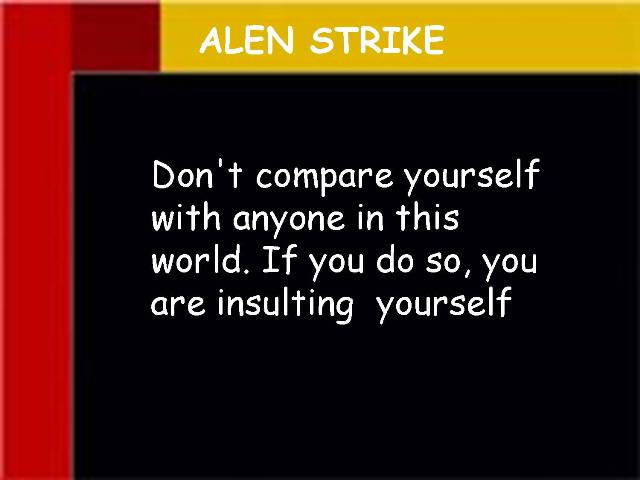 ALEN STRIKE
Don't compare yourself
with anyone in this
world. If you do so, you
are insulting  yourself